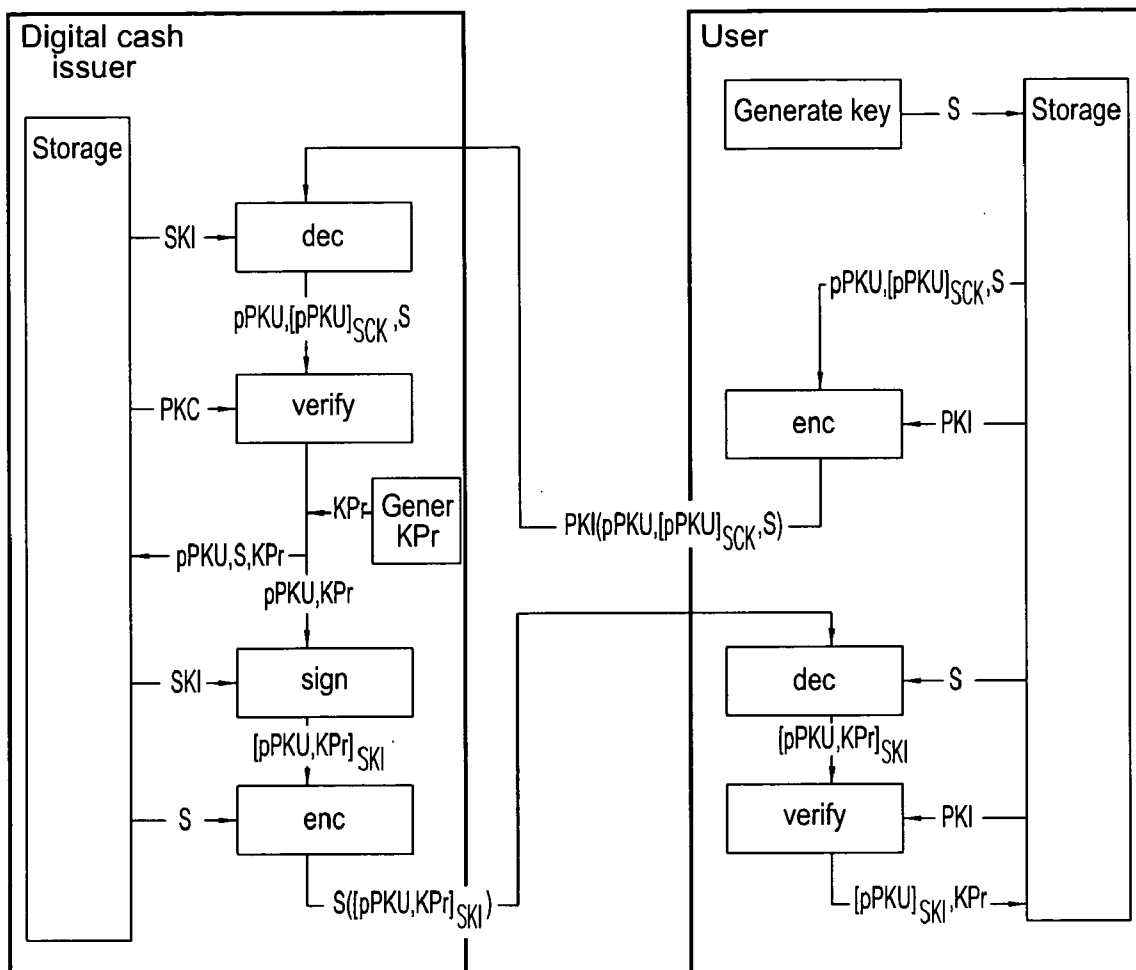 Digital cash
issuer
Storage
SKI
dec
pPKU,[pPKU]SCK,S
PKC
verify
KPr
Gener
KPr
pPKU,S,KPr
pPKU,KPr
SKI
sign
[pPKU,KPr]SKI
S
enc
S([pPKU,KPr]SKI)
PKI(pPKU,[pPKU]SCK,S)
User
Generate key
S
Storage
pPKU,[pPKU]SCK,S
enc
PKI
dec
S
[pPKU,KPr]SKI
verify
PKI
[pPKU]SKI,KPr